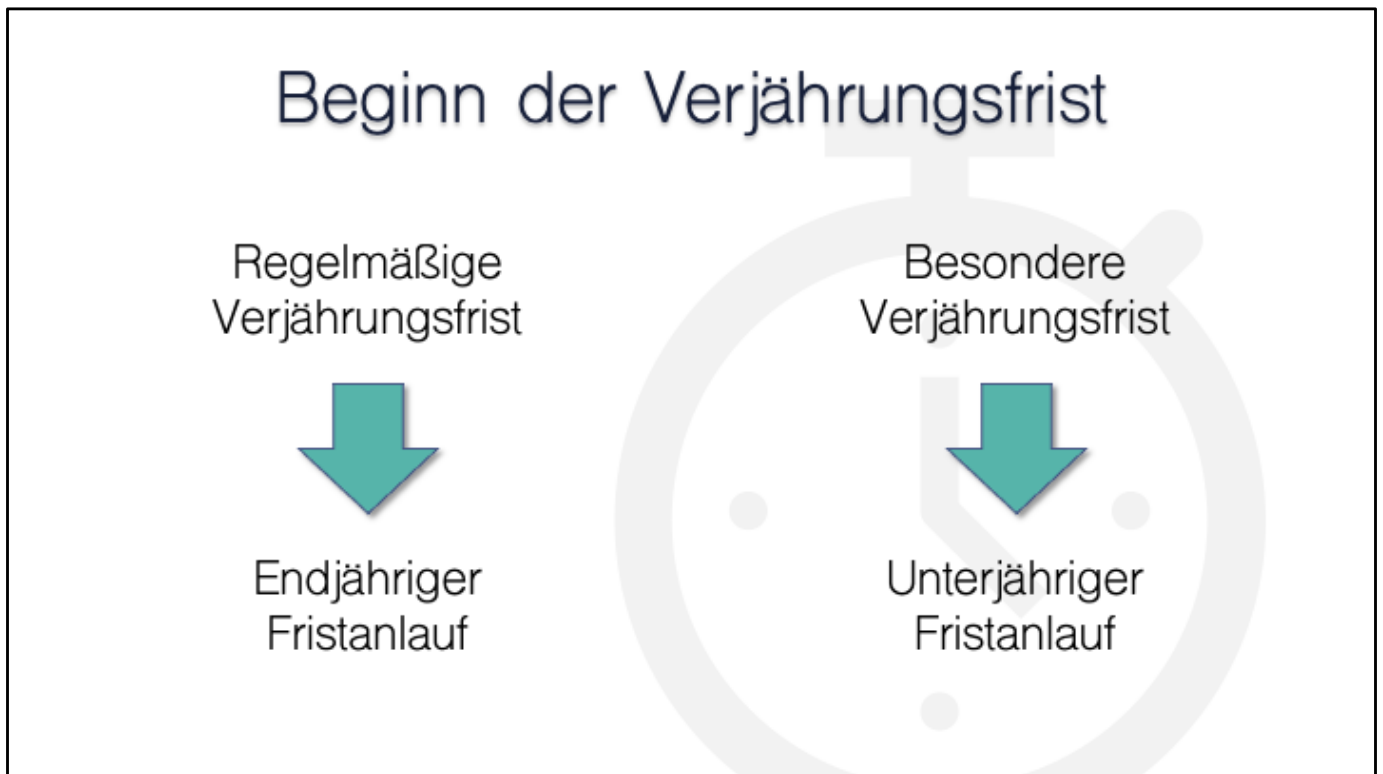 Beginn der Verjährungsfrist
Regelmäßige
Verjährungsfrist
Besondere
Verjährungsfrist
Endjähriger
Fristanlauf
Unterjähriger
Fristanlauf